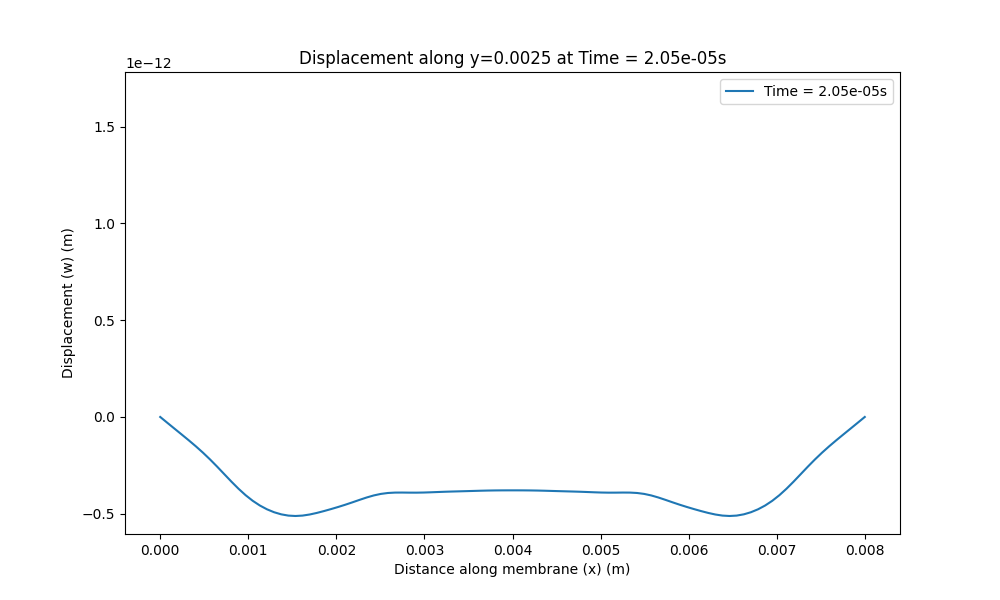 Displacement along y=0.0025 at Time = 2.05e-05s
1e−12
Time = 2.05e-05s
1.5
1.0
0.5
0.0
−0.5
Displacement (w) (m)
0.000 0.001 0.002 0.003 0.004 0.005 0.006 0.007 0.008
Distance along membrane (x) (m)